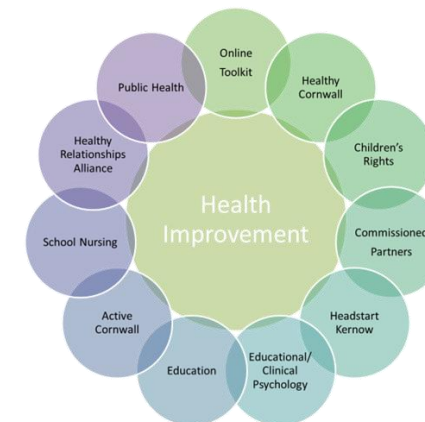 Health
Improvement
Online
Toolkit
Healthy
Cornwall
Children's
Rights
Commissioned
Partners
Headstart
Kernow
Educational/
Clinical
Psychology
Education
Active
Cornwall
School Nursing
Healthy
Relationships
Alliance
Public Health